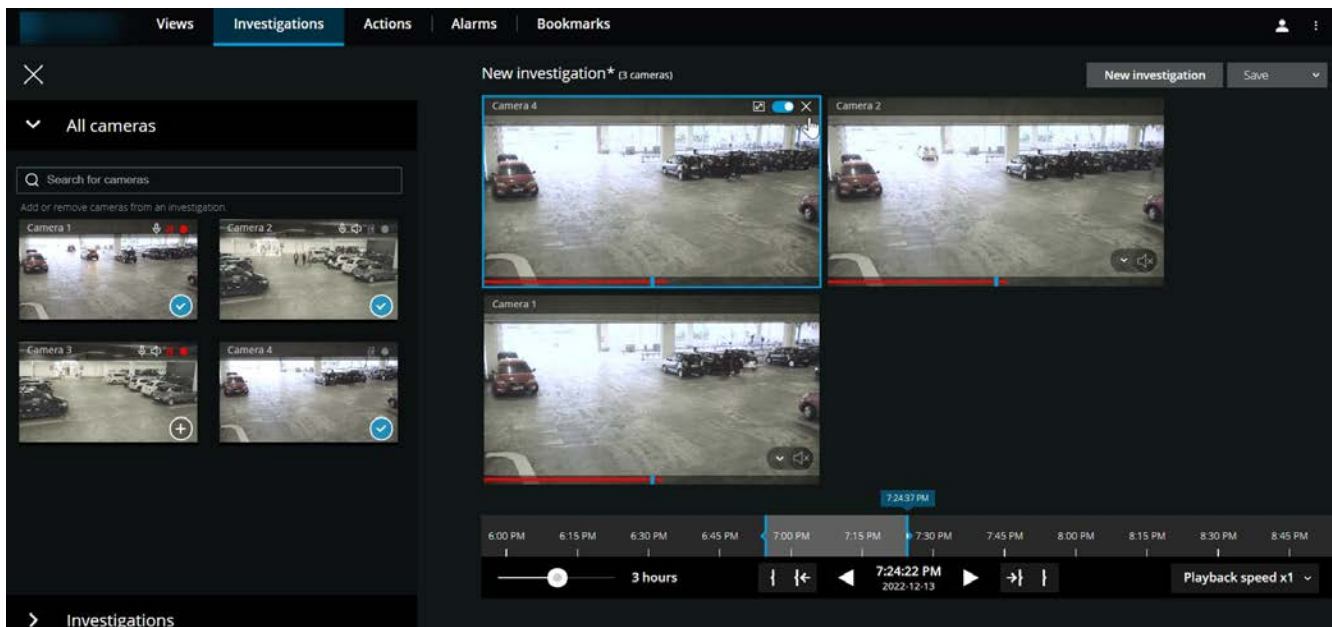 Views Investigations Actions Alarms Bookmarks
New investigation* (3 cameras) New investigation Save
All cameras
Search for cameras
Add or remove cameras from an investigation.
Camera 1 Camera 2
Camera 3 Camera 4
Camera 4 Camera 2
Camera 1
7:24:37 PM
6:00 PM 6:15 PM 6:30 PM 6:45 PM 7:00 PM 7:15 PM 7:30 PM 7:45 PM 8:00 PM 8:15 PM 8:30 PM 8:45 PM
3 hours 7:24:22 PM Playback speed x1
2022-12-13
Investigations